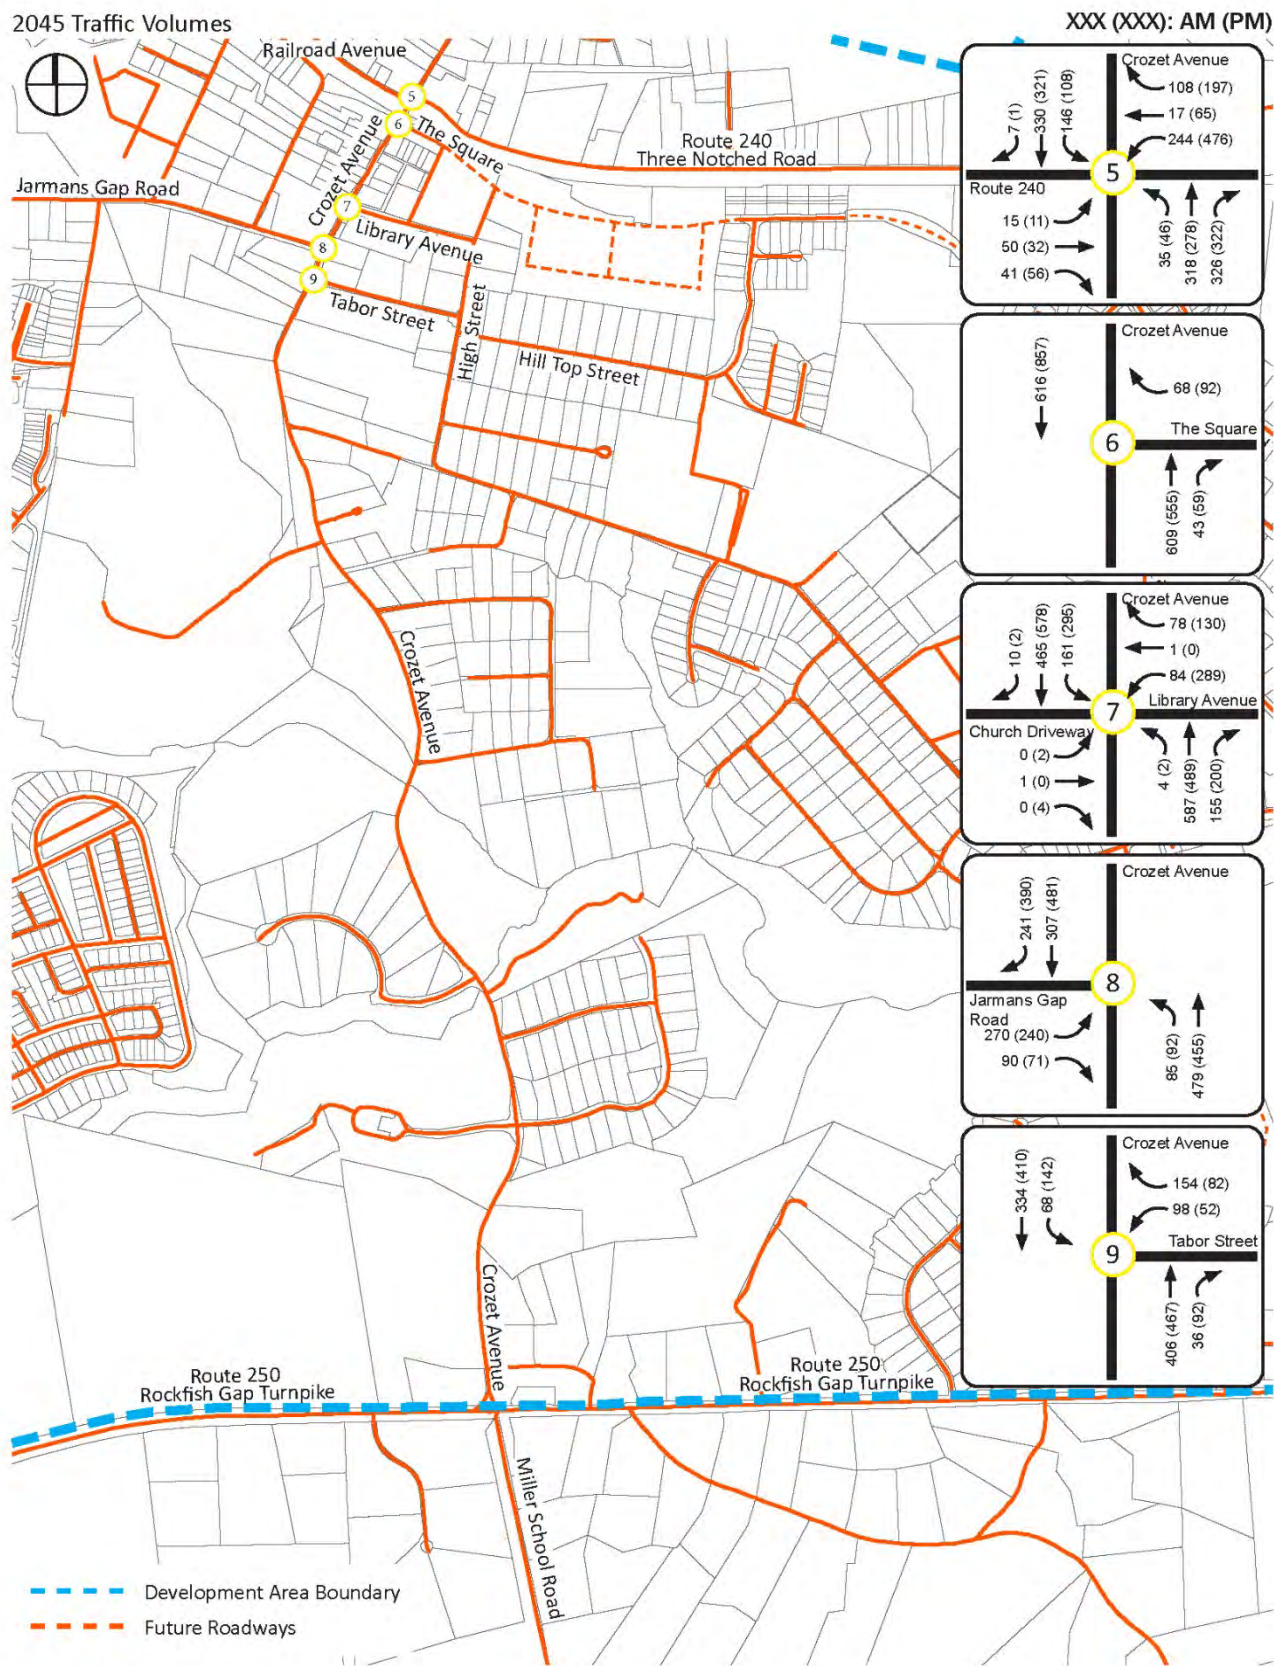 2045 Traffic Volumes
XXX (XXX): AM (PM)
Railroad Avenue
5
6
The Square
Crozet Avenue
Route 240
Three Notched Road
Jarmans Gap Road
7
Library Avenue
8
9
Tabor Street
High Street
Hill Top Street
Crozet Avenue
Crozet Avenue
Route 250
Rockfish Gap Turnpike
Route 250
Rockfish Gap Turnpike
Miller School Road
Development Area Boundary
Future Roadways
Crozet Avenue
7 (1)
330 (321)
146 (108)
108 (197)
17 (65)
244 (476)
5
Route 240
15 (11)
50 (32)
41 (56)
35 (46)
318 (278)
328 (322)
Crozet Avenue
616 (857)
68 (92)
The Square
6
609 (555)
43 (59)
Crozet Avenue
10 (2)
465 (578)
161 (295)
78 (130)
1 (0)
84 (289)
Library Avenue
7
Church Driveway
0 (2)
1 (0)
0 (4)
4 (2)
587 (489)
155 (200)
Crozet Avenue
241 (390)
307 (481)
8
Jarmans Gap
Road
270 (240)
90 (71)
85 (92)
479 (455)
Crozet Avenue
334 (410)
68 (142)
154 (82)
98 (52)
Tabor Street
9
406 (467)
36 (92)